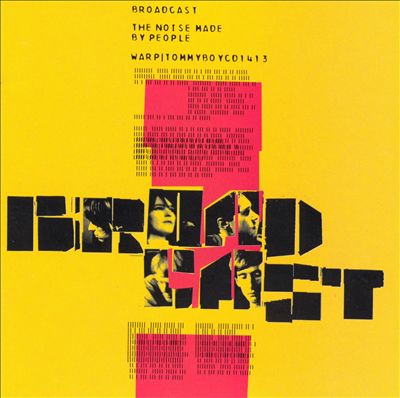 BROADCAST
THE NOISE MADE
BY PEOPLE
WARP|TOMMYBOYCD1413
BROAD
CAST